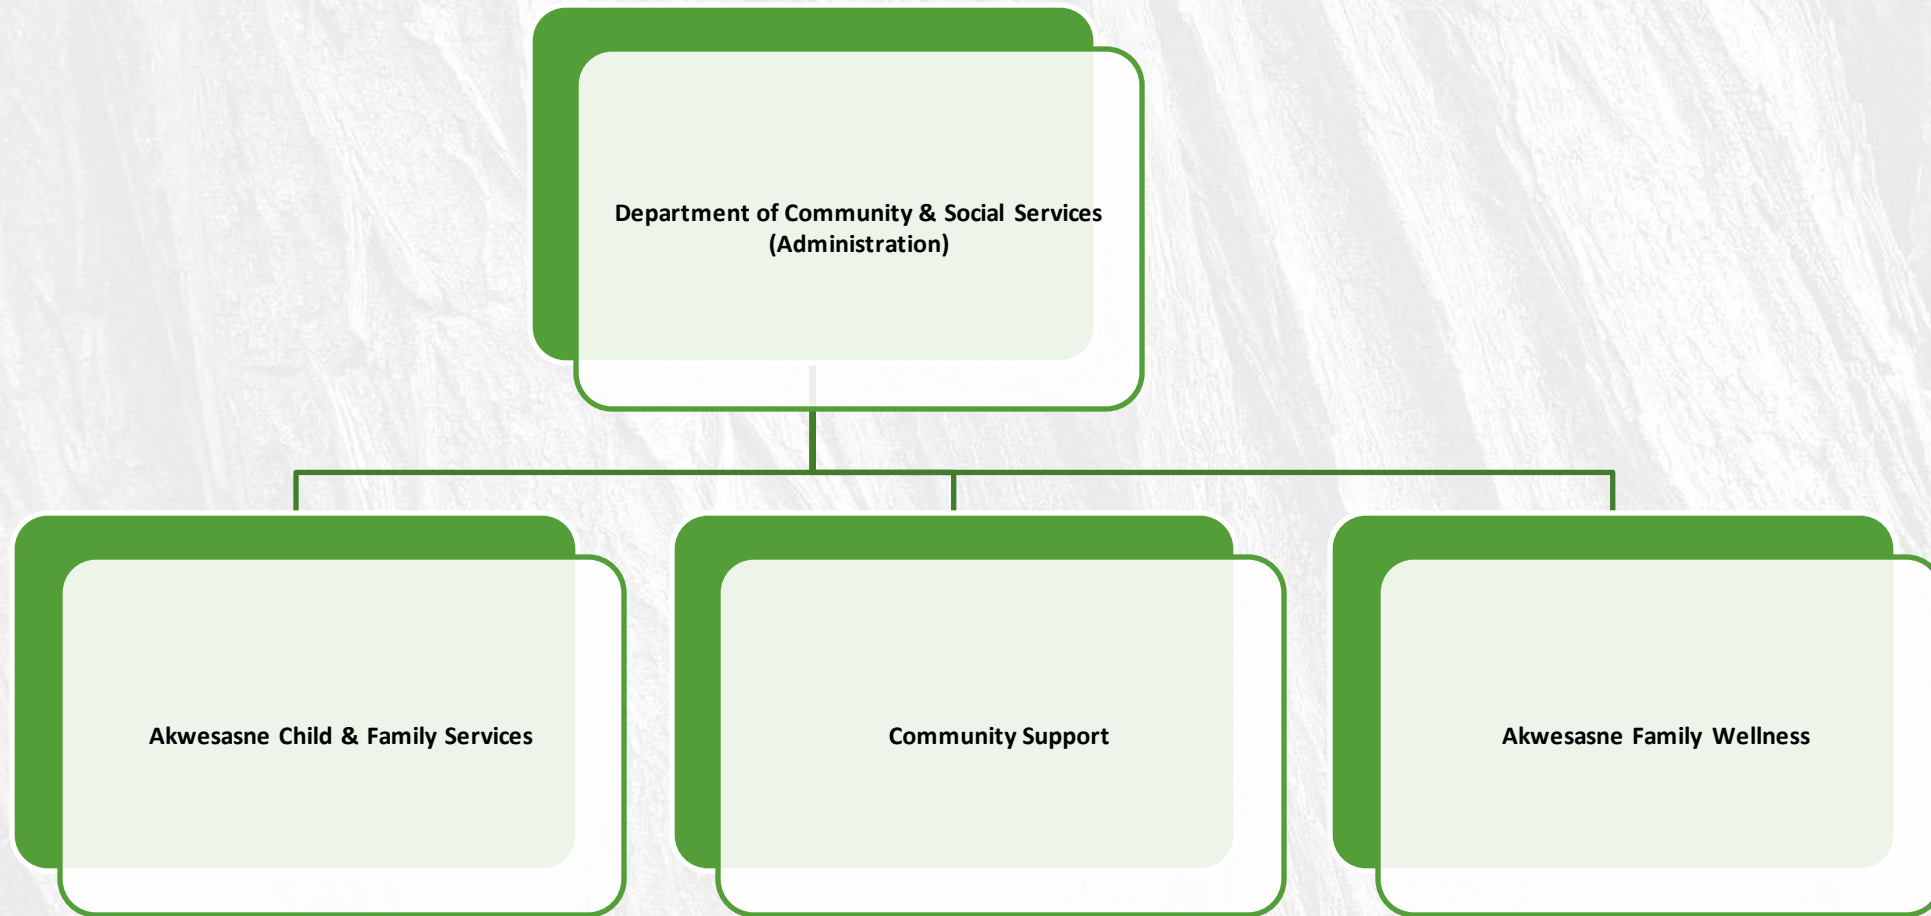 Department of Community & Social Services
(Administration)
Akwesasne Child & Family Services
Community Support
Akwesasne Family Wellness